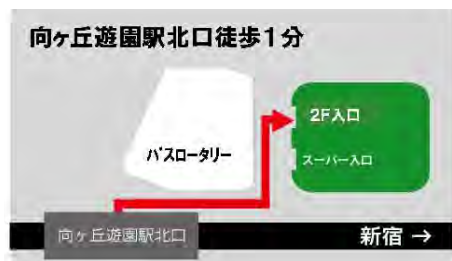 向ヶ丘遊園駅北口徒歩1分
2F入口
バスロータリー
スーパー入口
向ヶ丘遊園駅北口
新宿→